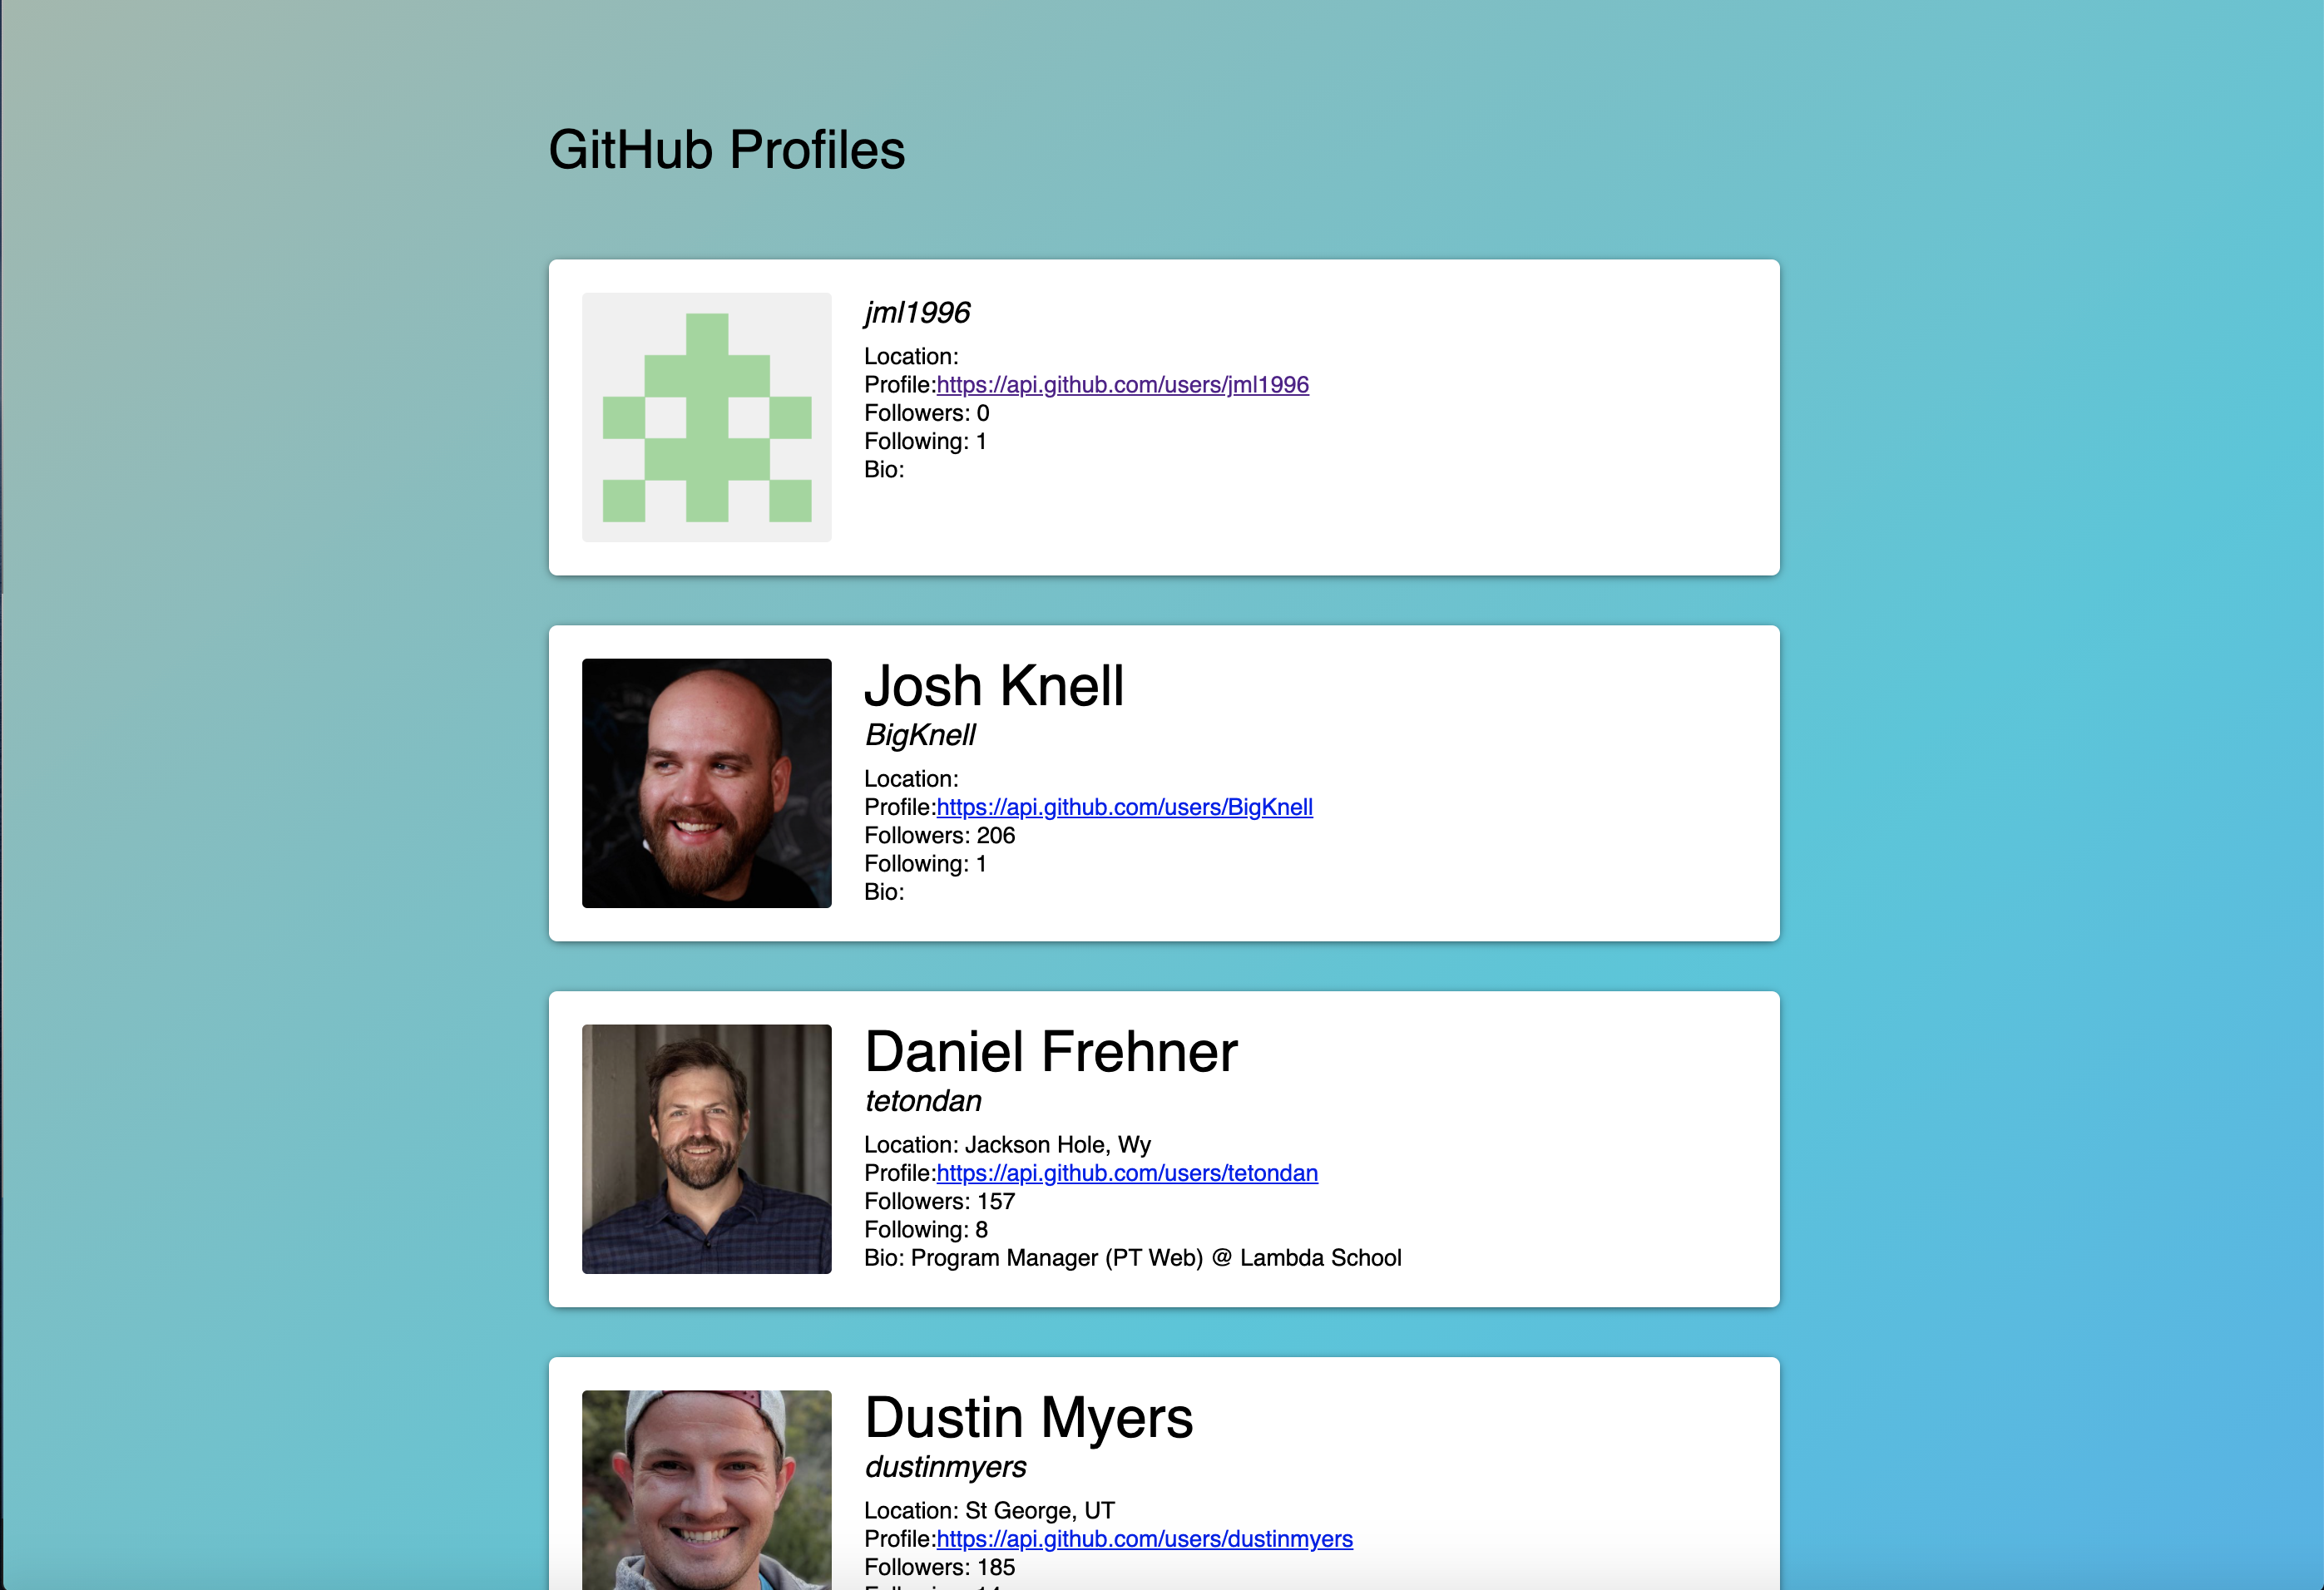 GitHub Profiles
jml1996
Location:
Profile:https://api.github.com/users/jml1996
Followers: 0
Following: 1
Bio:
Josh Knell
BigKnell
Location:
Profile:https://api.github.com/users/BigKnell
Followers: 206
Following: 1
Bio:
Daniel Frehner
tetondan
Location: Jackson Hole, Wy
Profile:https://api.github.com/users/tetondan
Followers: 157
Following: 8
Bio: Program Manager (PT Web) @ Lambda School
Dustin Myers
dustinmyers
Location: St George, UT
Profile:https://api.github.com/users/dustinmyers
Followers: 185